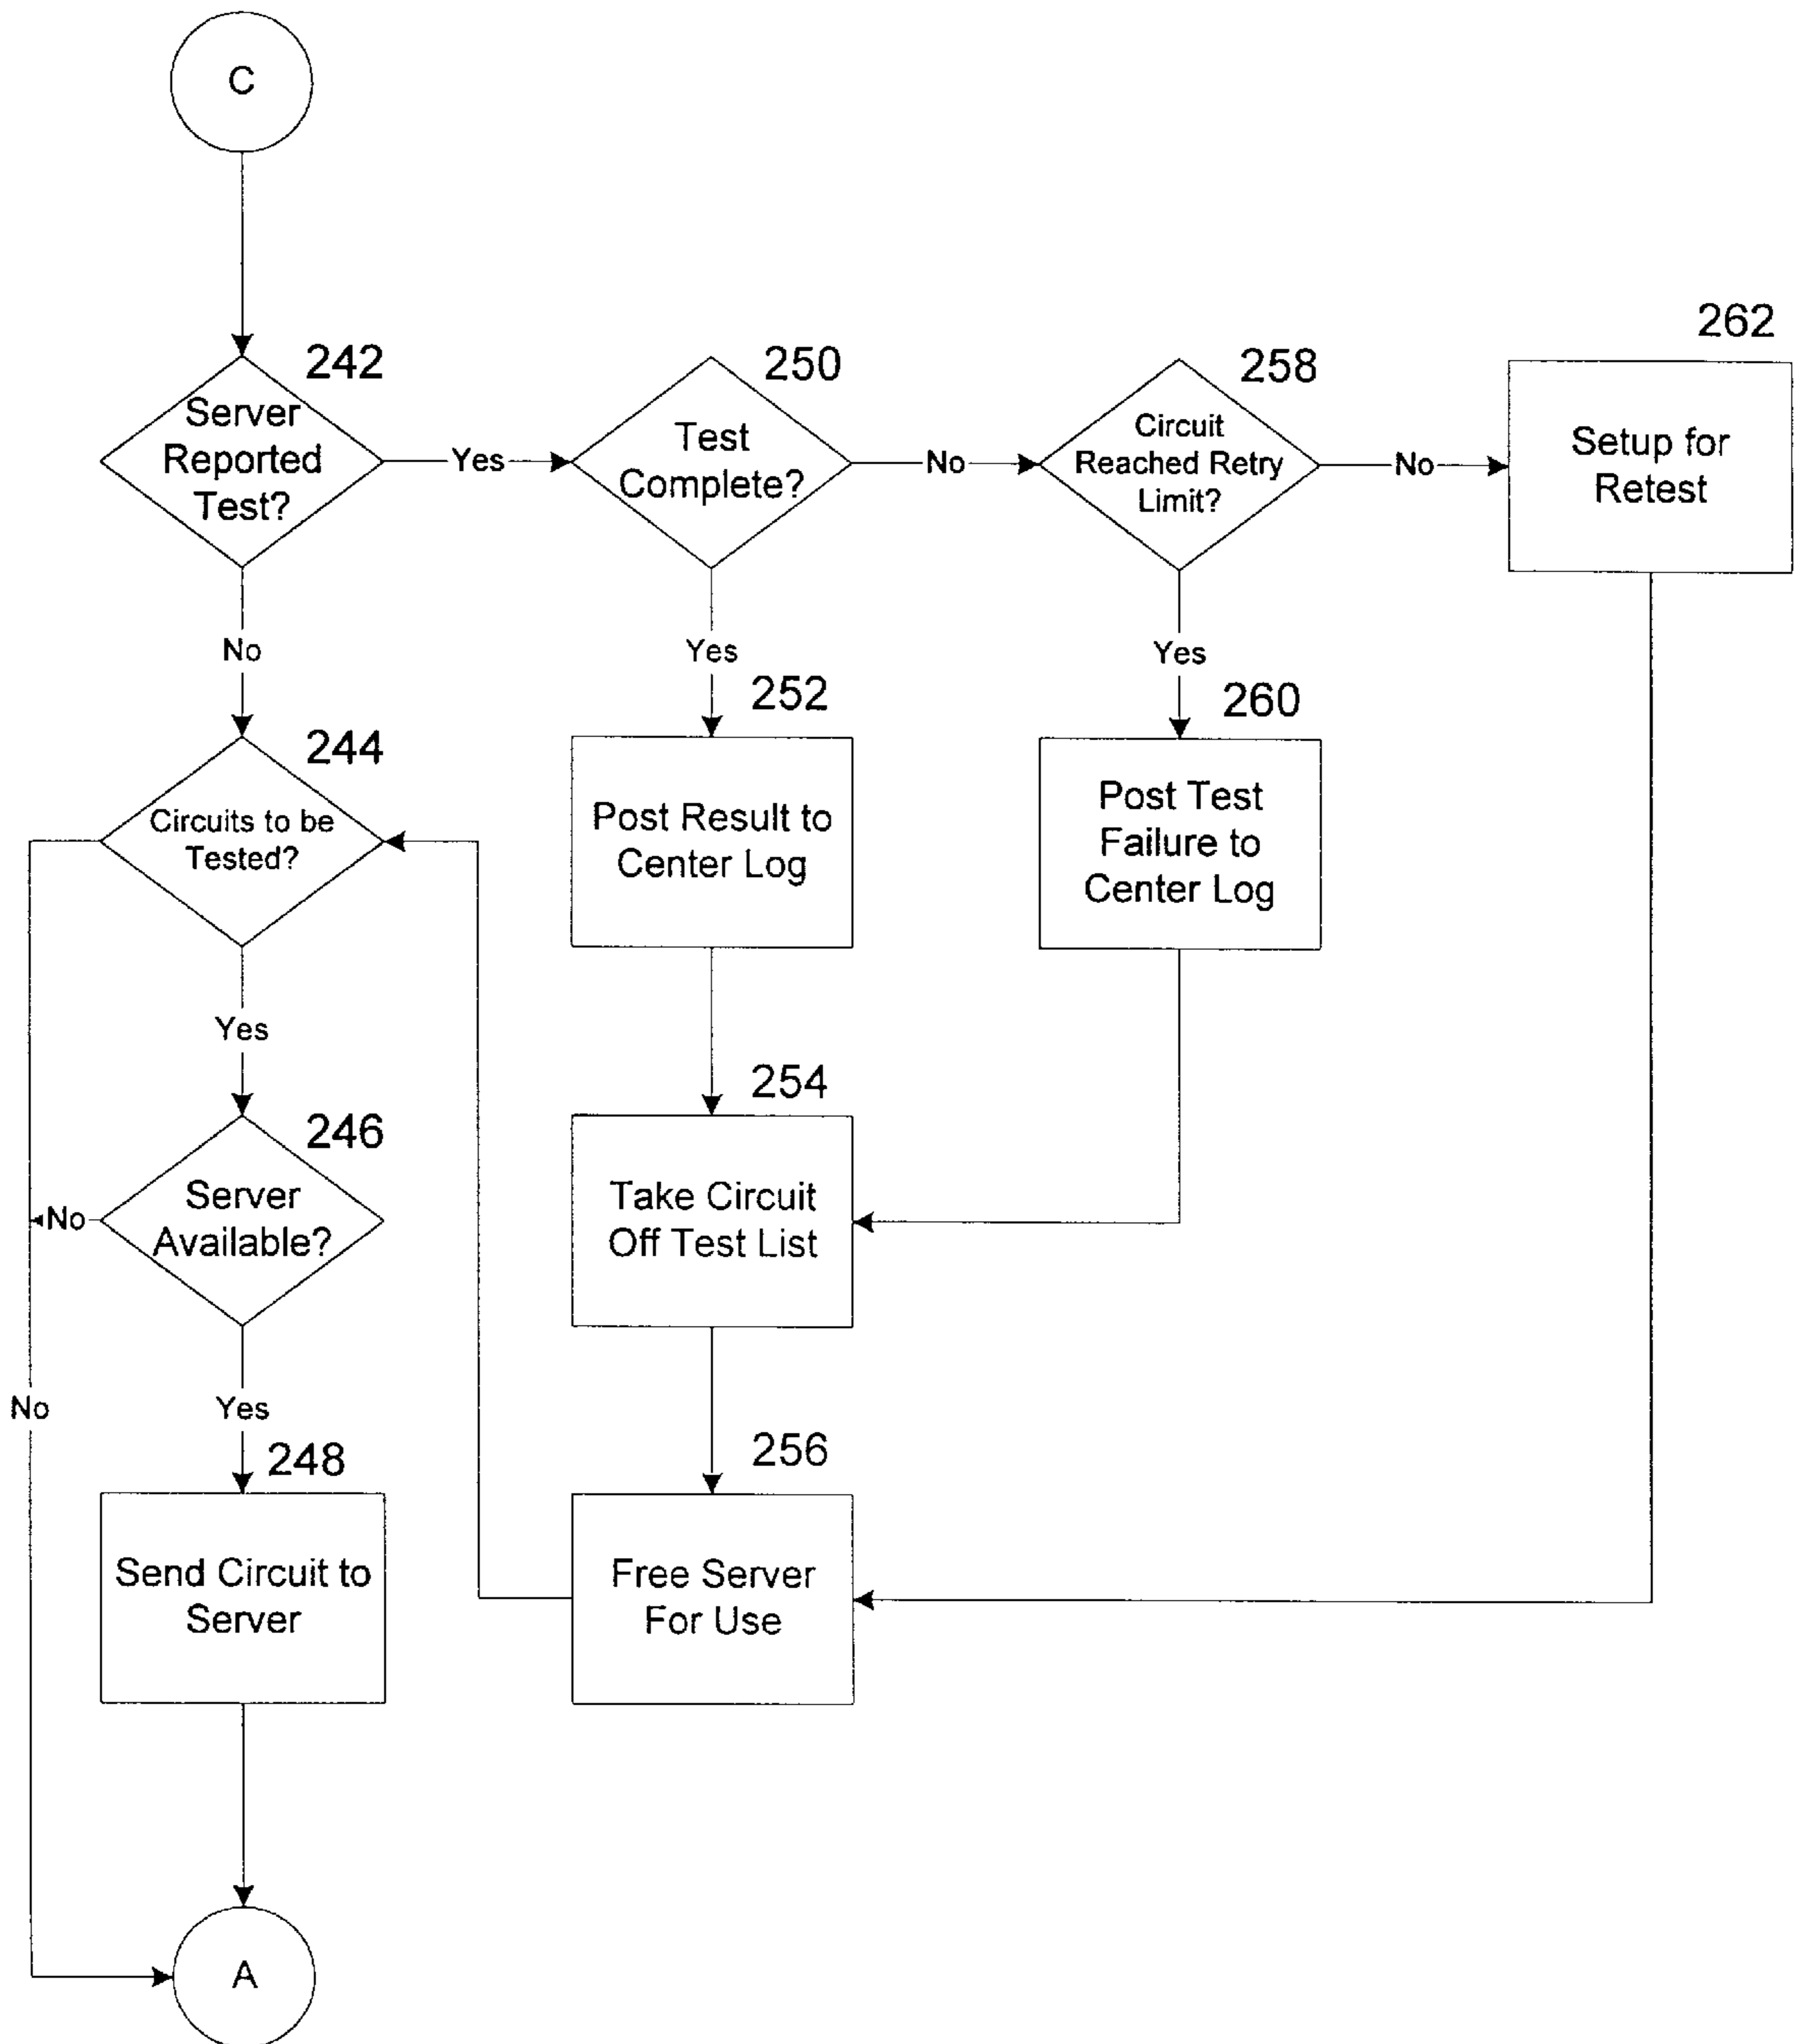 C
242
Server
Reported
Test?
Yes
250
Test
Complete?
No
258
Circuit
Reached Retry
Limit?
No
262
Setup for
Retest
No
Yes
Yes
244
Circuits to be
Tested?
252
Post Result to
Center Log
260
Post Test
Failure to
Center Log
Yes
246
Server
Available?
No
254
Take Circuit
Off Test List
No
Yes
248
Send Circuit to
Server
256
Free Server
For Use
A